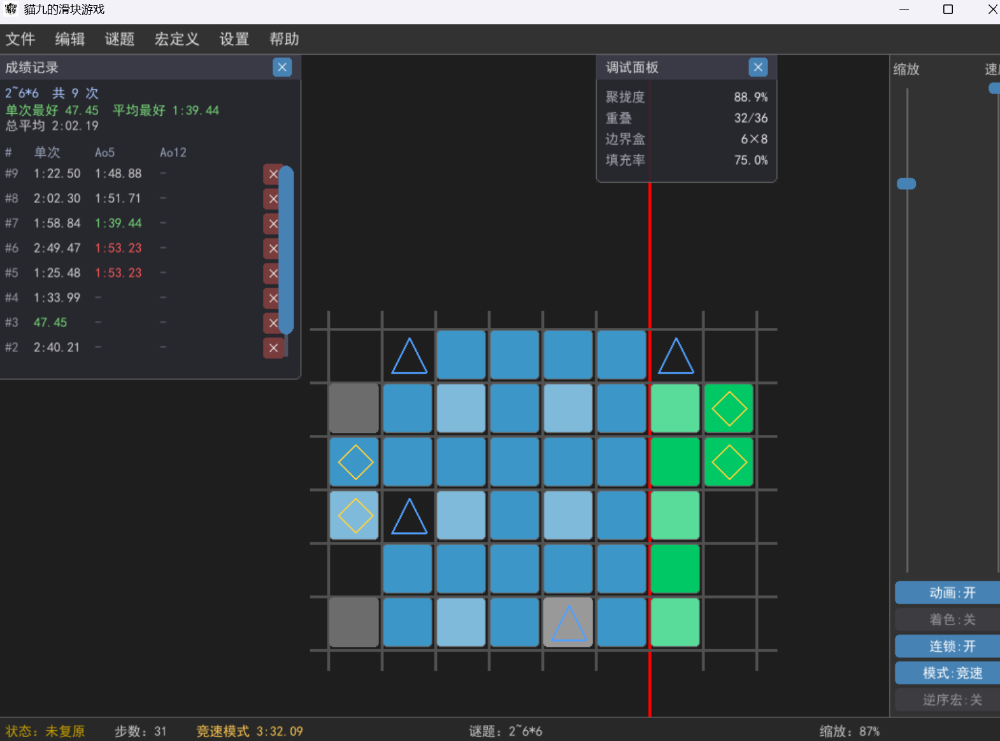 貓九的滑块游戏
文件 编辑 谜题 宏定义 设置 帮助
成绩记录
2~6*6 共 9 次
单次最好 47.45 平均最好 1:39.44
总平均 2:02.19
# 单次 Ao5 Ao12
#9 1:22.50 1:48.88 –
#8 2:02.30 1:51.71 –
#7 1:58.84 1:39.44 –
#6 2:49.47 1:53.23 –
#5 1:25.48 1:53.23 –
#4 1:33.99 – –
#3 47.45 – –
#2 2:40.21 – –
调试面板
聚拢度 88.9%
重叠 32/36
边界盒 6×8
填充率 75.0%
缩放
动画:开
着色:关
连锁:开
模式:竞速
逆序宏:关
状态: 未复原 步数: 31 竞速模式 3:32.09 谜题: 2~6*6 缩放: 87%